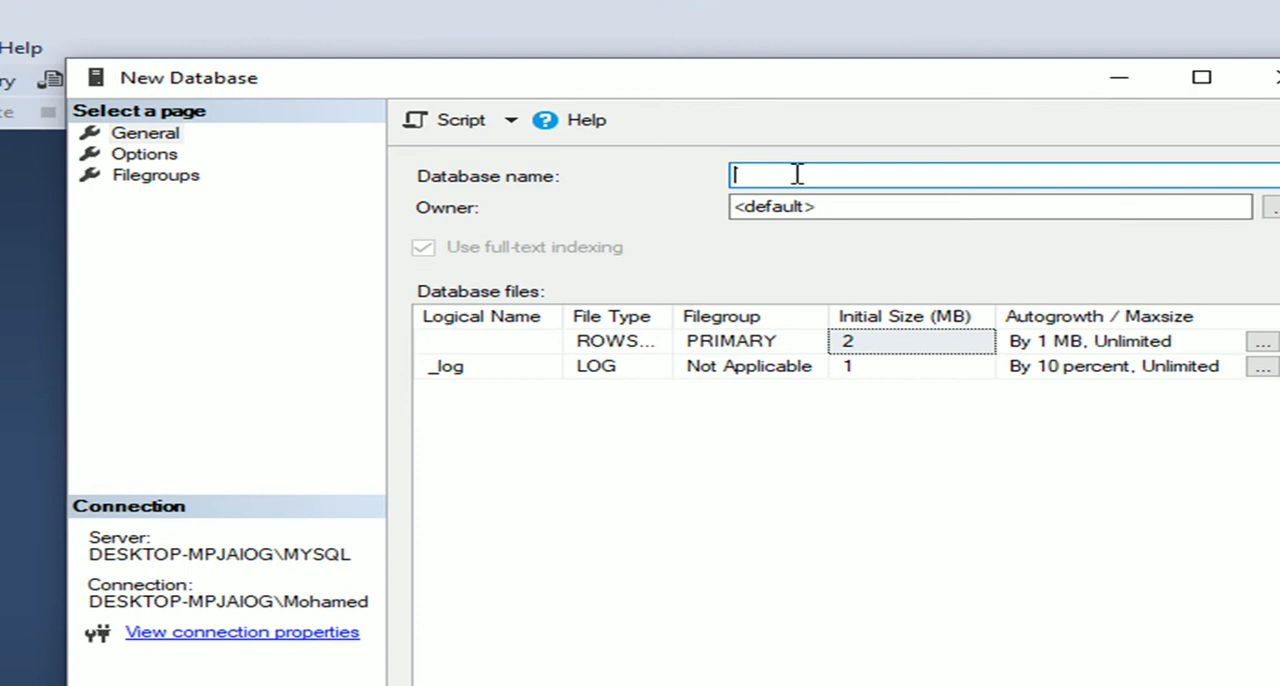 Help
ry
te
New Database
Select a page
General
Options
Filegroups
Script
Help
Database name:
Owner:
<default>
Use full-text indexing
Database files:
Logical Name File Type Filegroup Initial Size (MB) Autogrowth / Maxsize
ROWS... PRIMARY 2 By 1 MB, Unlimited ...
_log LOG Not Applicable 1 By 10 percent, Unlimited ...
Connection
Server:
DESKTOP-MPJAIOG\MYSQL
Connection:
DESKTOP-MPJAIOG\Mohamed
View connection properties